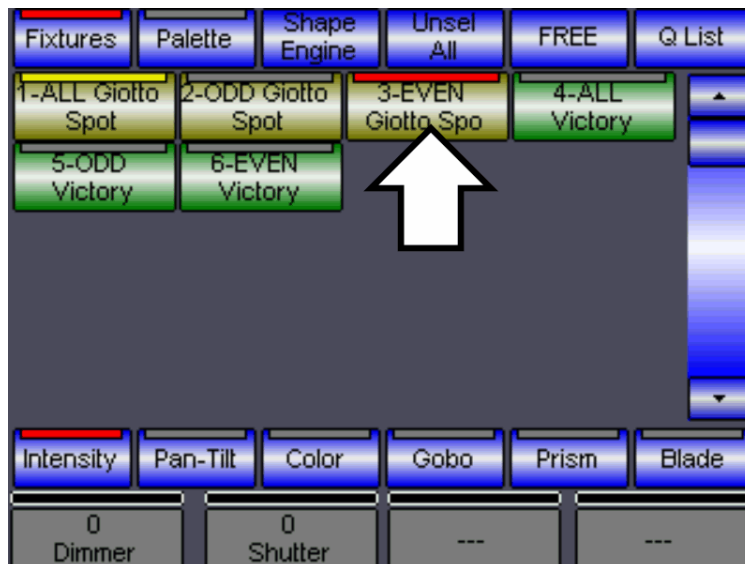 Fixtures
Palette
Shape
Engine
Unsel
All
FREE
Q List
1-ALL Giotto
Spot
2-ODD Giotto
Spot
3-EVEN
Giotto Spo
4-ALL
Victory
5-ODD
Victory
6-EVEN
Victory
Intensity
Pan-Tilt
Color
Gobo
Prism
Blade
0
Dimmer
0
Shutter
---
---